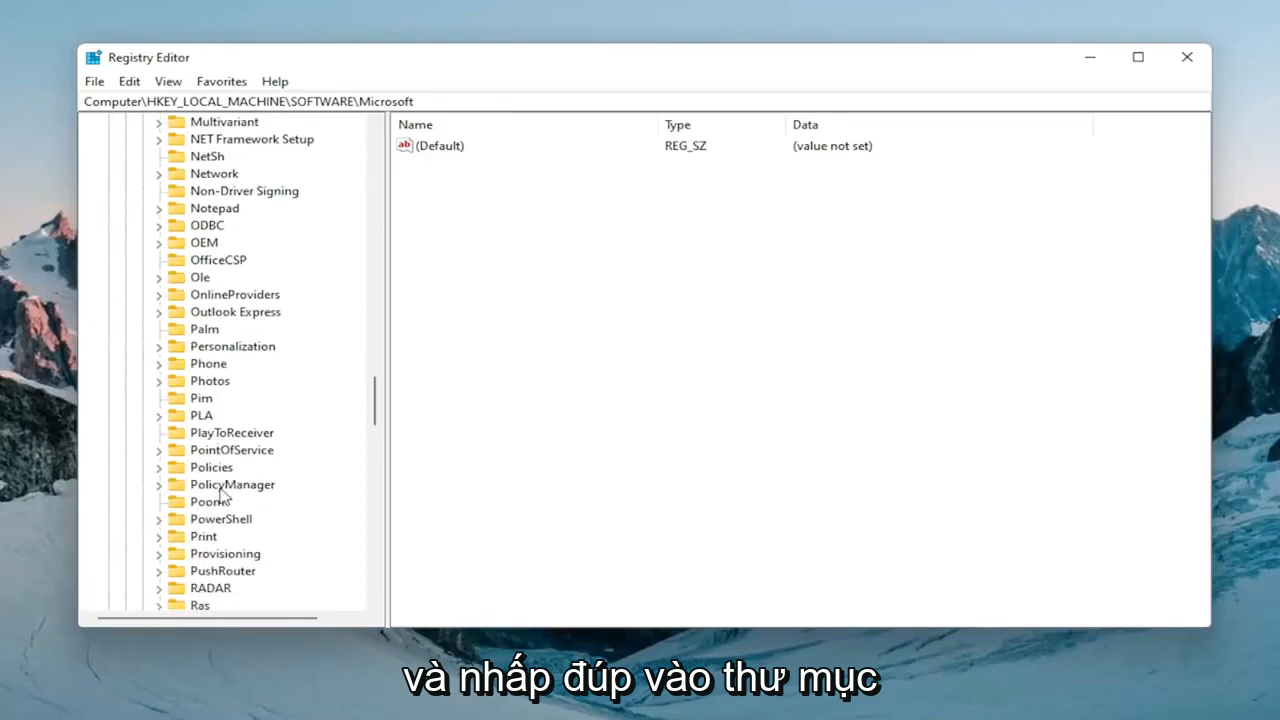 Registry Editor
File Edit View Favorites Help
Computer\HKEY_LOCAL_MACHINE\SOFTWARE\Microsoft
Name Type Data
ab (Default) REG_SZ (value not set)
Multivariant
NET Framework Setup
NetSh
Network
Non-Driver Signing
Notepad
ODBC
OEM
OfficeCSP
Ole
OnlineProviders
Outlook Express
Palm
Personalization
Phone
Photos
Pim
PLA
PlayToReceiver
PointOfService
Policies
PolicyManager
PowerShell
Print
Provisioning
PushRouter
RADAR
Ras
và nhấp đúp vào thư mục